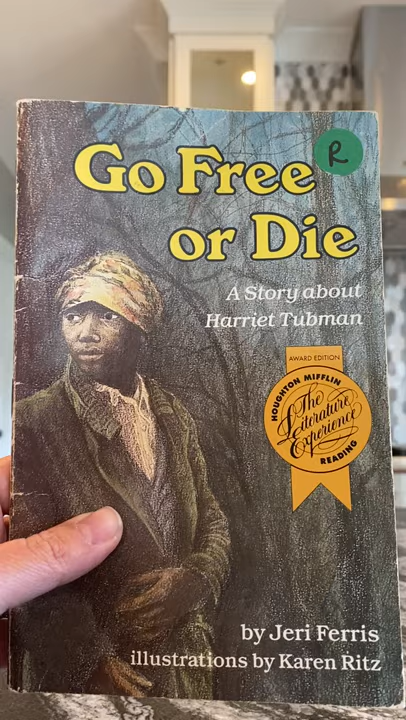 Go Free
R
or Die
A Story about
Harriet Tubman
AWARD EDITION
HOUGHTON MIFFLIN
The
Literature
Experience
READING
by Jeri Ferris
illustrations by Karen Ritz